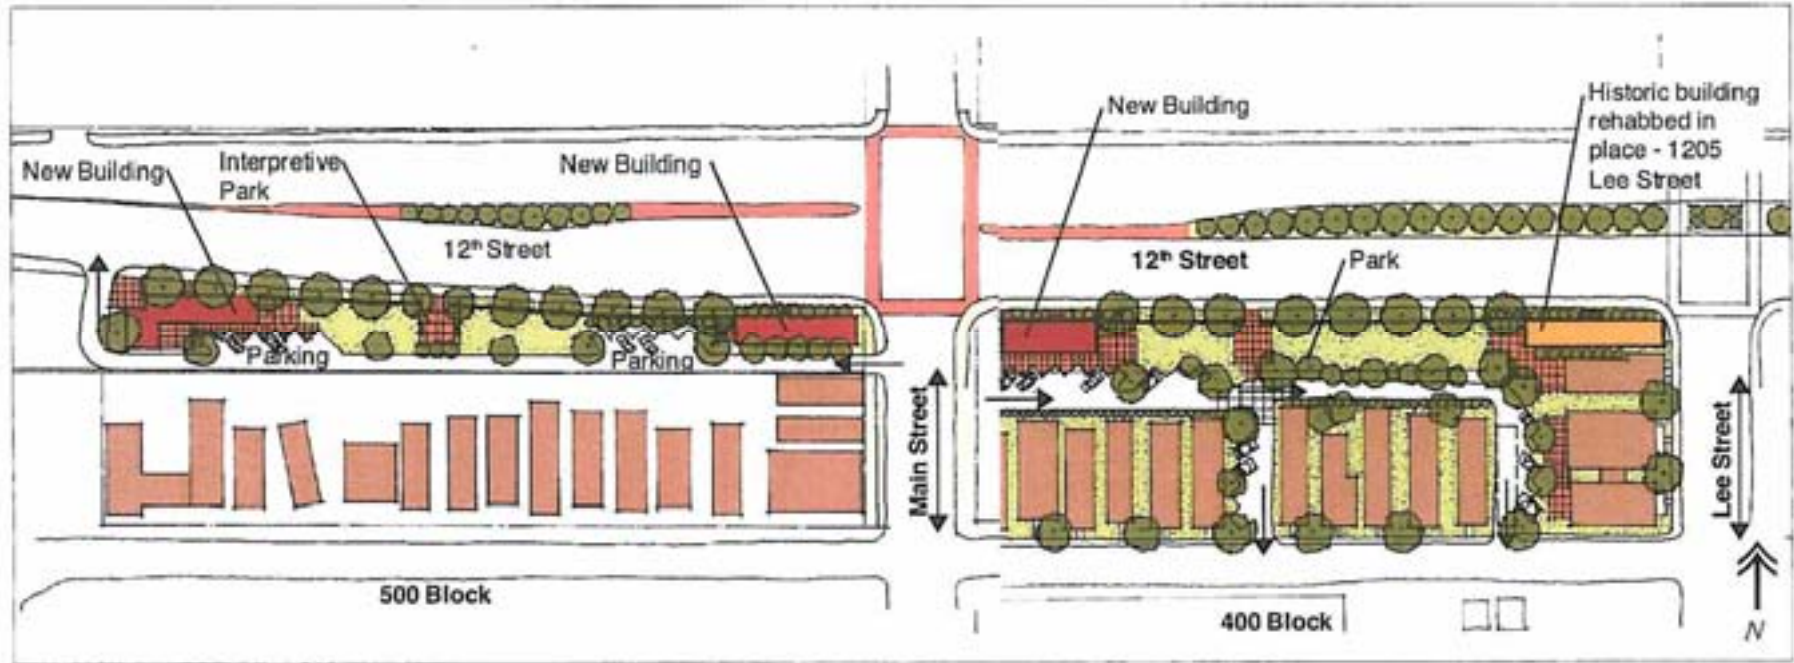 New Building
Historic building
rehabbed in
place - 1205
Lee Street
New Building
Interpretive
Park
New Building
12th Street
12th Street
Park
Parking
Parking
Main Street
Lee Street
500 Block
400 Block
N